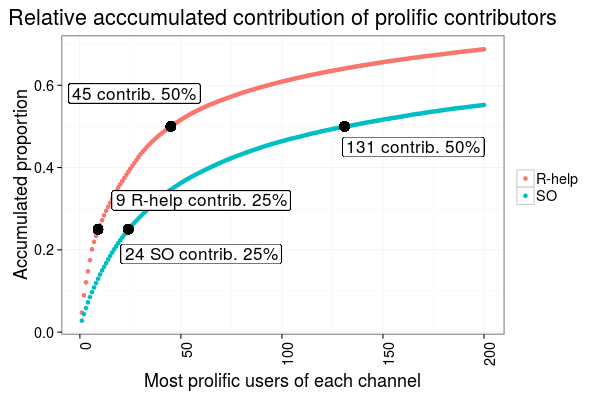 Relative acccumulated contribution of prolific contributors
Accumulated proportion
0.6
0.4
0.2
0.0
45 contrib. 50%
131 contrib. 50%
9 R-help contrib. 25%
24 SO contrib. 25%
0
50
100
150
200
Most prolific users of each channel
R-help
SO